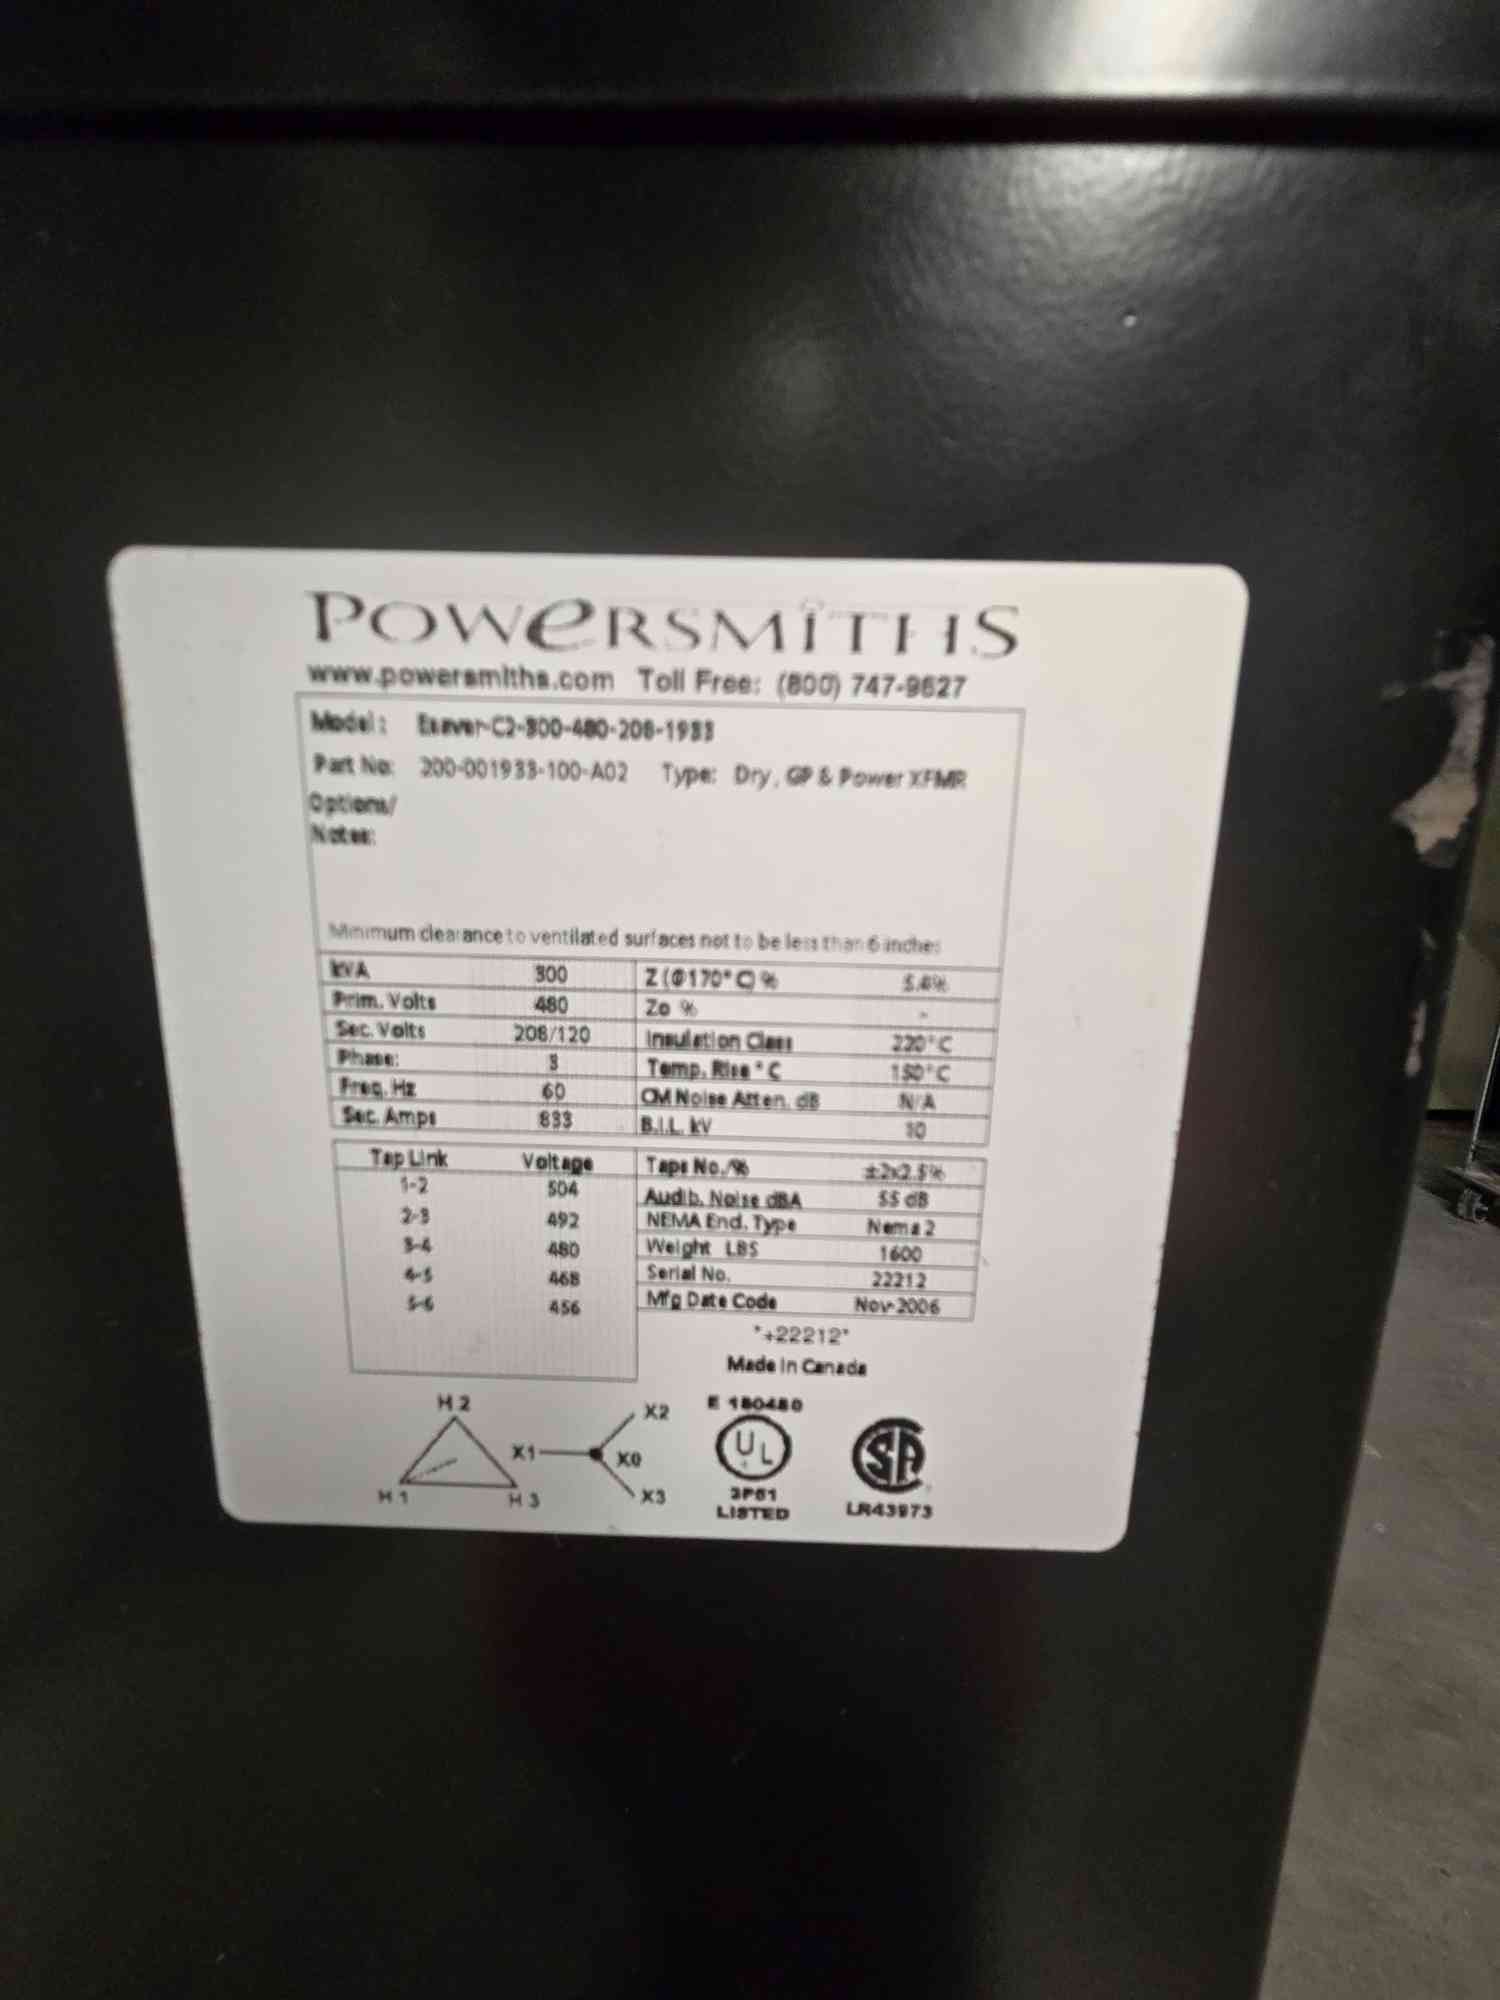 POWERSMITHS
www.powersmiths.com Toll Free: (800) 747-9627
Model: Esaver-C2-300-480-208-1933
Part No: 200-001933-100-A02 Type: Dry, GP & Power XFMR
Options/
Notes:
Minimum clearance to ventilated surfaces not to be less than 6 inches
kVA 300 Z (@170°C) %
Prim. Volts 480 Zo % -
Sec. Volts 208/120 Insulation Class 220°C
Phase: 3 Temp. Rise °C 150°C
Freq. Hz 60 CM Noise Atten. dB N/A
Sec. Amps 833 B.I.L. kV 10
Tap Link Voltage Taps No./% ±2x2.5%
1-2 504 Audib. Noise dBA 55 dB
2-3 492 NEMA End. Type Nema 2
3-4 480 Weight LBS 1600
4-5 468 Serial No. 22212
5-6 456 Mfg Date Code Nov-2006
*+22212*
Made in Canada
H2 X2 E 180480
X1 X0 UL SA
H1 H3 X3 3P61
LISTED LR43973